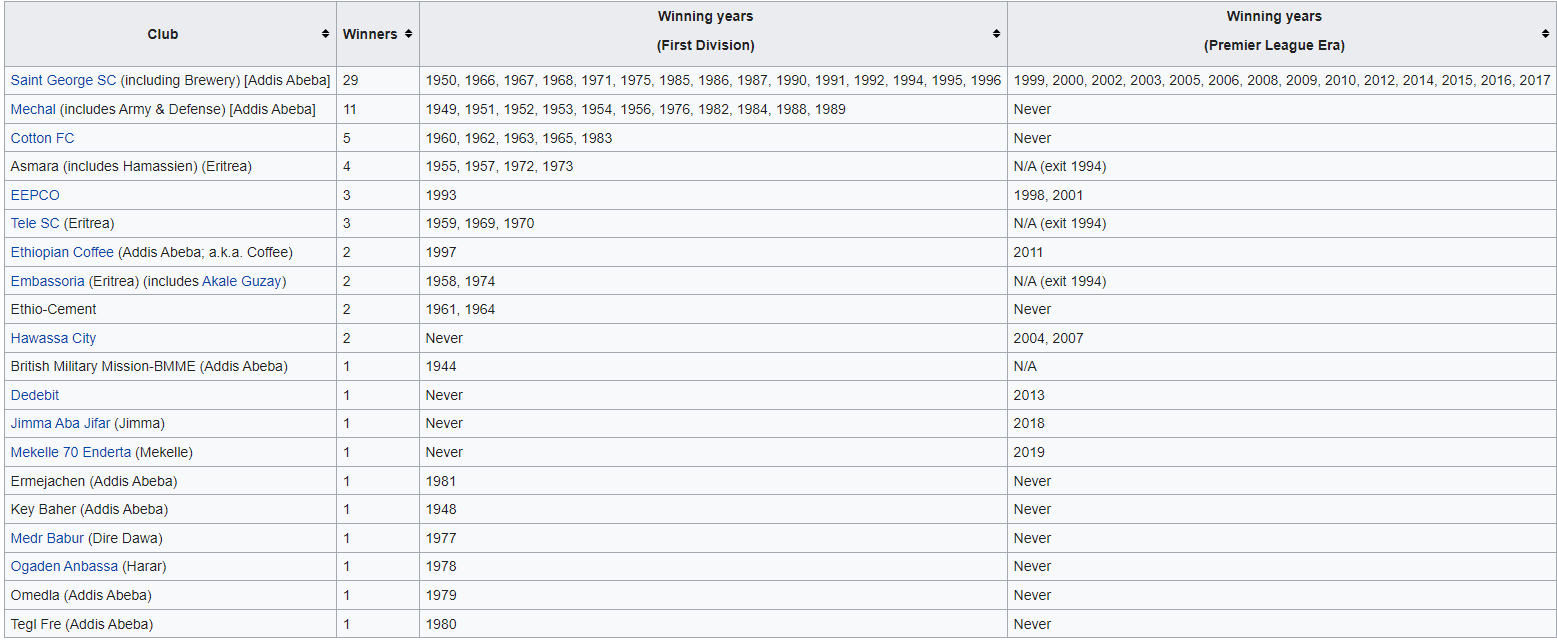 Club Winners Winning years (First Division) Winning years (Premier League Era)
Saint George SC (including Brewery) [Addis Abeba] 29 1950, 1966, 1967, 1968, 1971, 1975, 1985, 1986, 1987, 1990, 1991, 1992, 1994, 1995, 1996 1999, 2000, 2002, 2003, 2005, 2006, 2008, 2009, 2010, 2012, 2014, 2015, 2016, 2017
Mechal (includes Army & Defense) [Addis Abeba] 11 1949, 1951, 1952, 1953, 1954, 1956, 1976, 1982, 1984, 1988, 1989 Never
Cotton FC 5 1960, 1962, 1963, 1965, 1983 Never
Asmara (includes Hamassien) (Eritrea) 4 1955, 1957, 1972, 1973 N/A (exit 1994)
EEPCO 3 1993 1998, 2001
Tele SC (Eritrea) 3 1959, 1969, 1970 N/A (exit 1994)
Ethiopian Coffee (Addis Abeba; a.k.a. Coffee) 2 1997 2011
Embassoria (Eritrea) (includes Akale Guzay) 2 1958, 1974 N/A (exit 1994)
Ethio-Cement 2 1961, 1964 Never
Hawassa City 2 Never 2004, 2007
British Military Mission-BMME (Addis Abeba) 1 1944 N/A
Dedebit 1 Never 2013
Jimma Aba Jifar (Jimma) 1 Never 2018
Mekelle 70 Enderta (Mekelle) 1 Never 2019
Ermejachen (Addis Abeba) 1 1981 Never
Key Baher (Addis Abeba) 1 1948 Never
Medr Babur (Dire Dawa) 1 1977 Never
Ogaden Anbassa (Harar) 1 1978 Never
Omedla (Addis Abeba) 1 1979 Never
Tegl Fre (Addis Abeba) 1 1980 Never